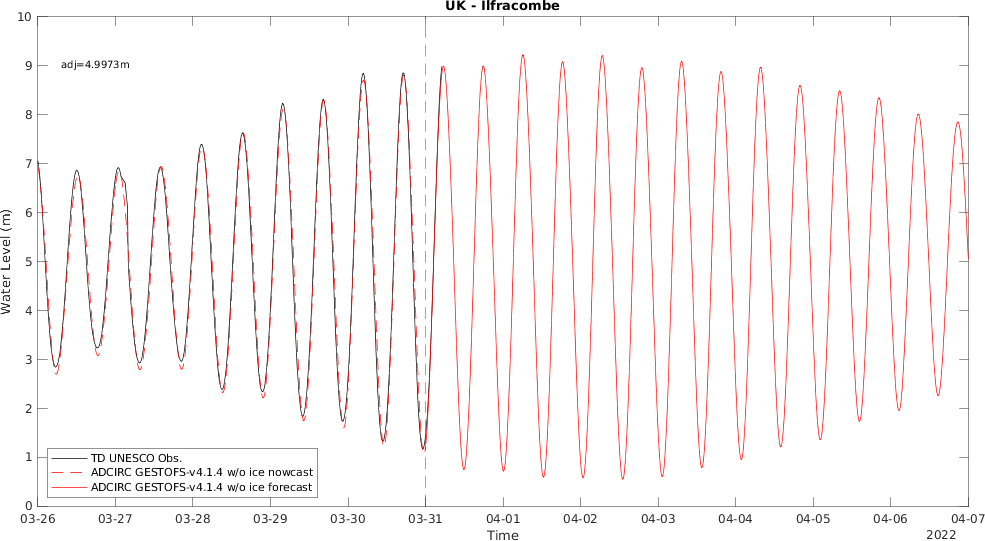 UK - Ilfracombe
adj=4.9973m
10
9
8
7
6
5
4
3
2
1
0
Water Level (m)
TD UNESCO Obs.
ADCIRC GESTOFS-v4.1.4 w/o ice nowcast
ADCIRC GESTOFS-v4.1.4 w/o ice forecast
03-26 03-27 03-28 03-29 03-30 03-31 04-01 04-02 04-03 04-04 04-05 04-06 04-07
Time
2022